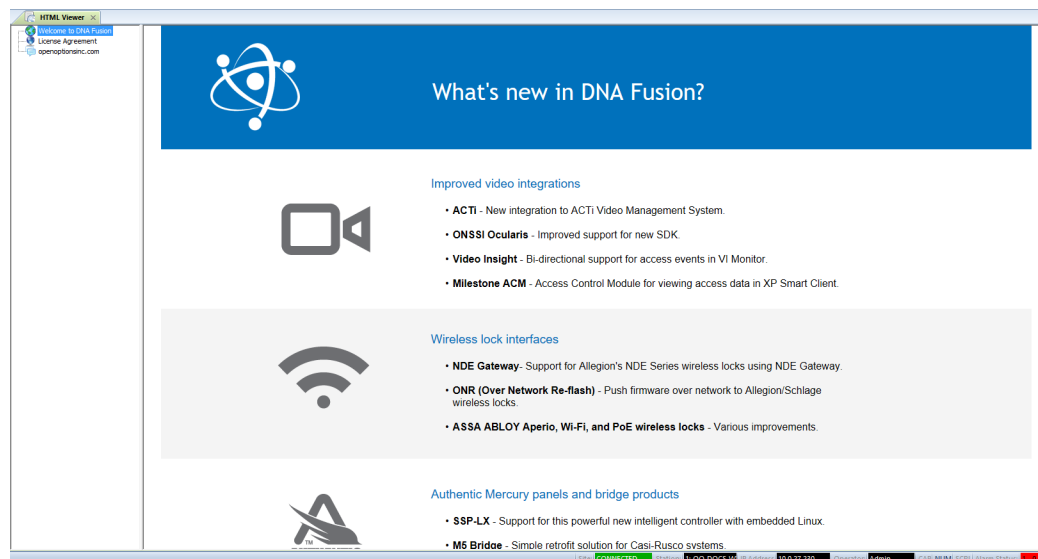 HTML Viewer
Welcome to DNA Fusion
License Agreement
openoptionsinc.com
What's new in DNA Fusion?
Improved video integrations
• ACTi - New integration to ACTi Video Management System.
• ONSSI Ocularis - Improved support for new SDK.
• Video Insight - Bi-directional support for access events in VI Monitor.
• Milestone ACM - Access Control Module for viewing access data in XP Smart Client.
Wireless lock interfaces
• NDE Gateway- Support for Allegion's NDE Series wireless locks using NDE Gateway.
• ONR (Over Network Re-flash) - Push firmware over network to Allegion/Schlage
wireless locks.
• ASSA ABLOY Aperio, Wi-Fi, and PoE wireless locks - Various improvements.
Authentic Mercury panels and bridge products
TM
• SSP-LX - Support for this powerful new intelligent controller with embedded Linux.
• M5 Bridge - Simple retrofit solution for Casi-Rusco systems.